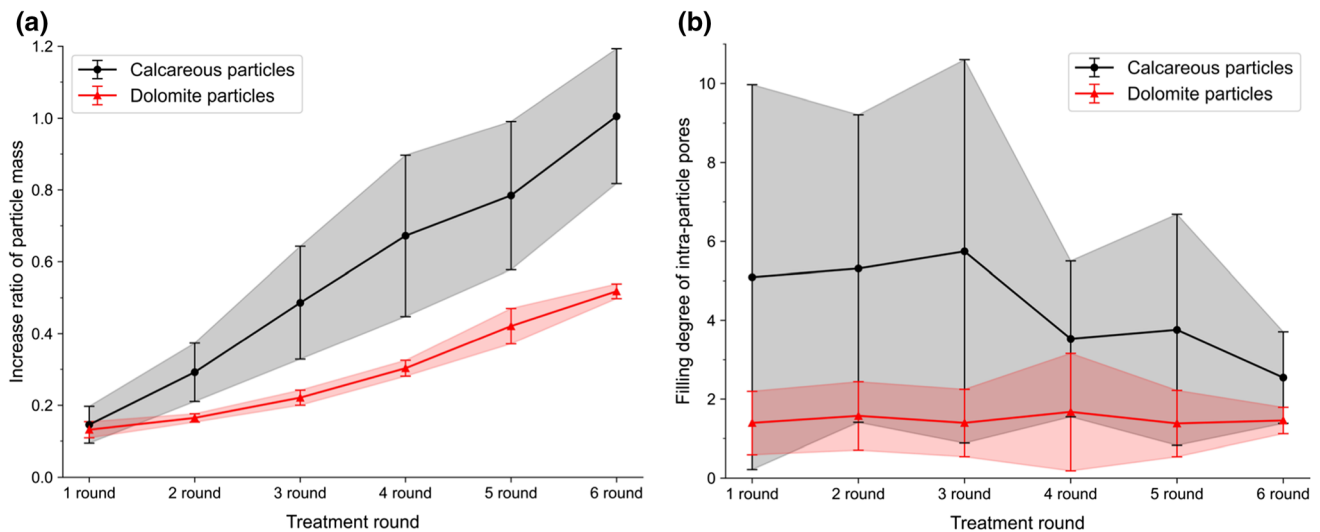 (a)
1.2
1.0
0.8
0.6
0.4
0.2
0.0
Increase ratio of particle mass
Calcareous particles
Dolomite particles
1 round 2 round 3 round 4 round 5 round 6 round
Treatment round
(b)
10
8
6
4
2
0
Filling degree of intra-particle pores
Calcareous particles
Dolomite particles
1 round 2 round 3 round 4 round 5 round 6 round
Treatment round